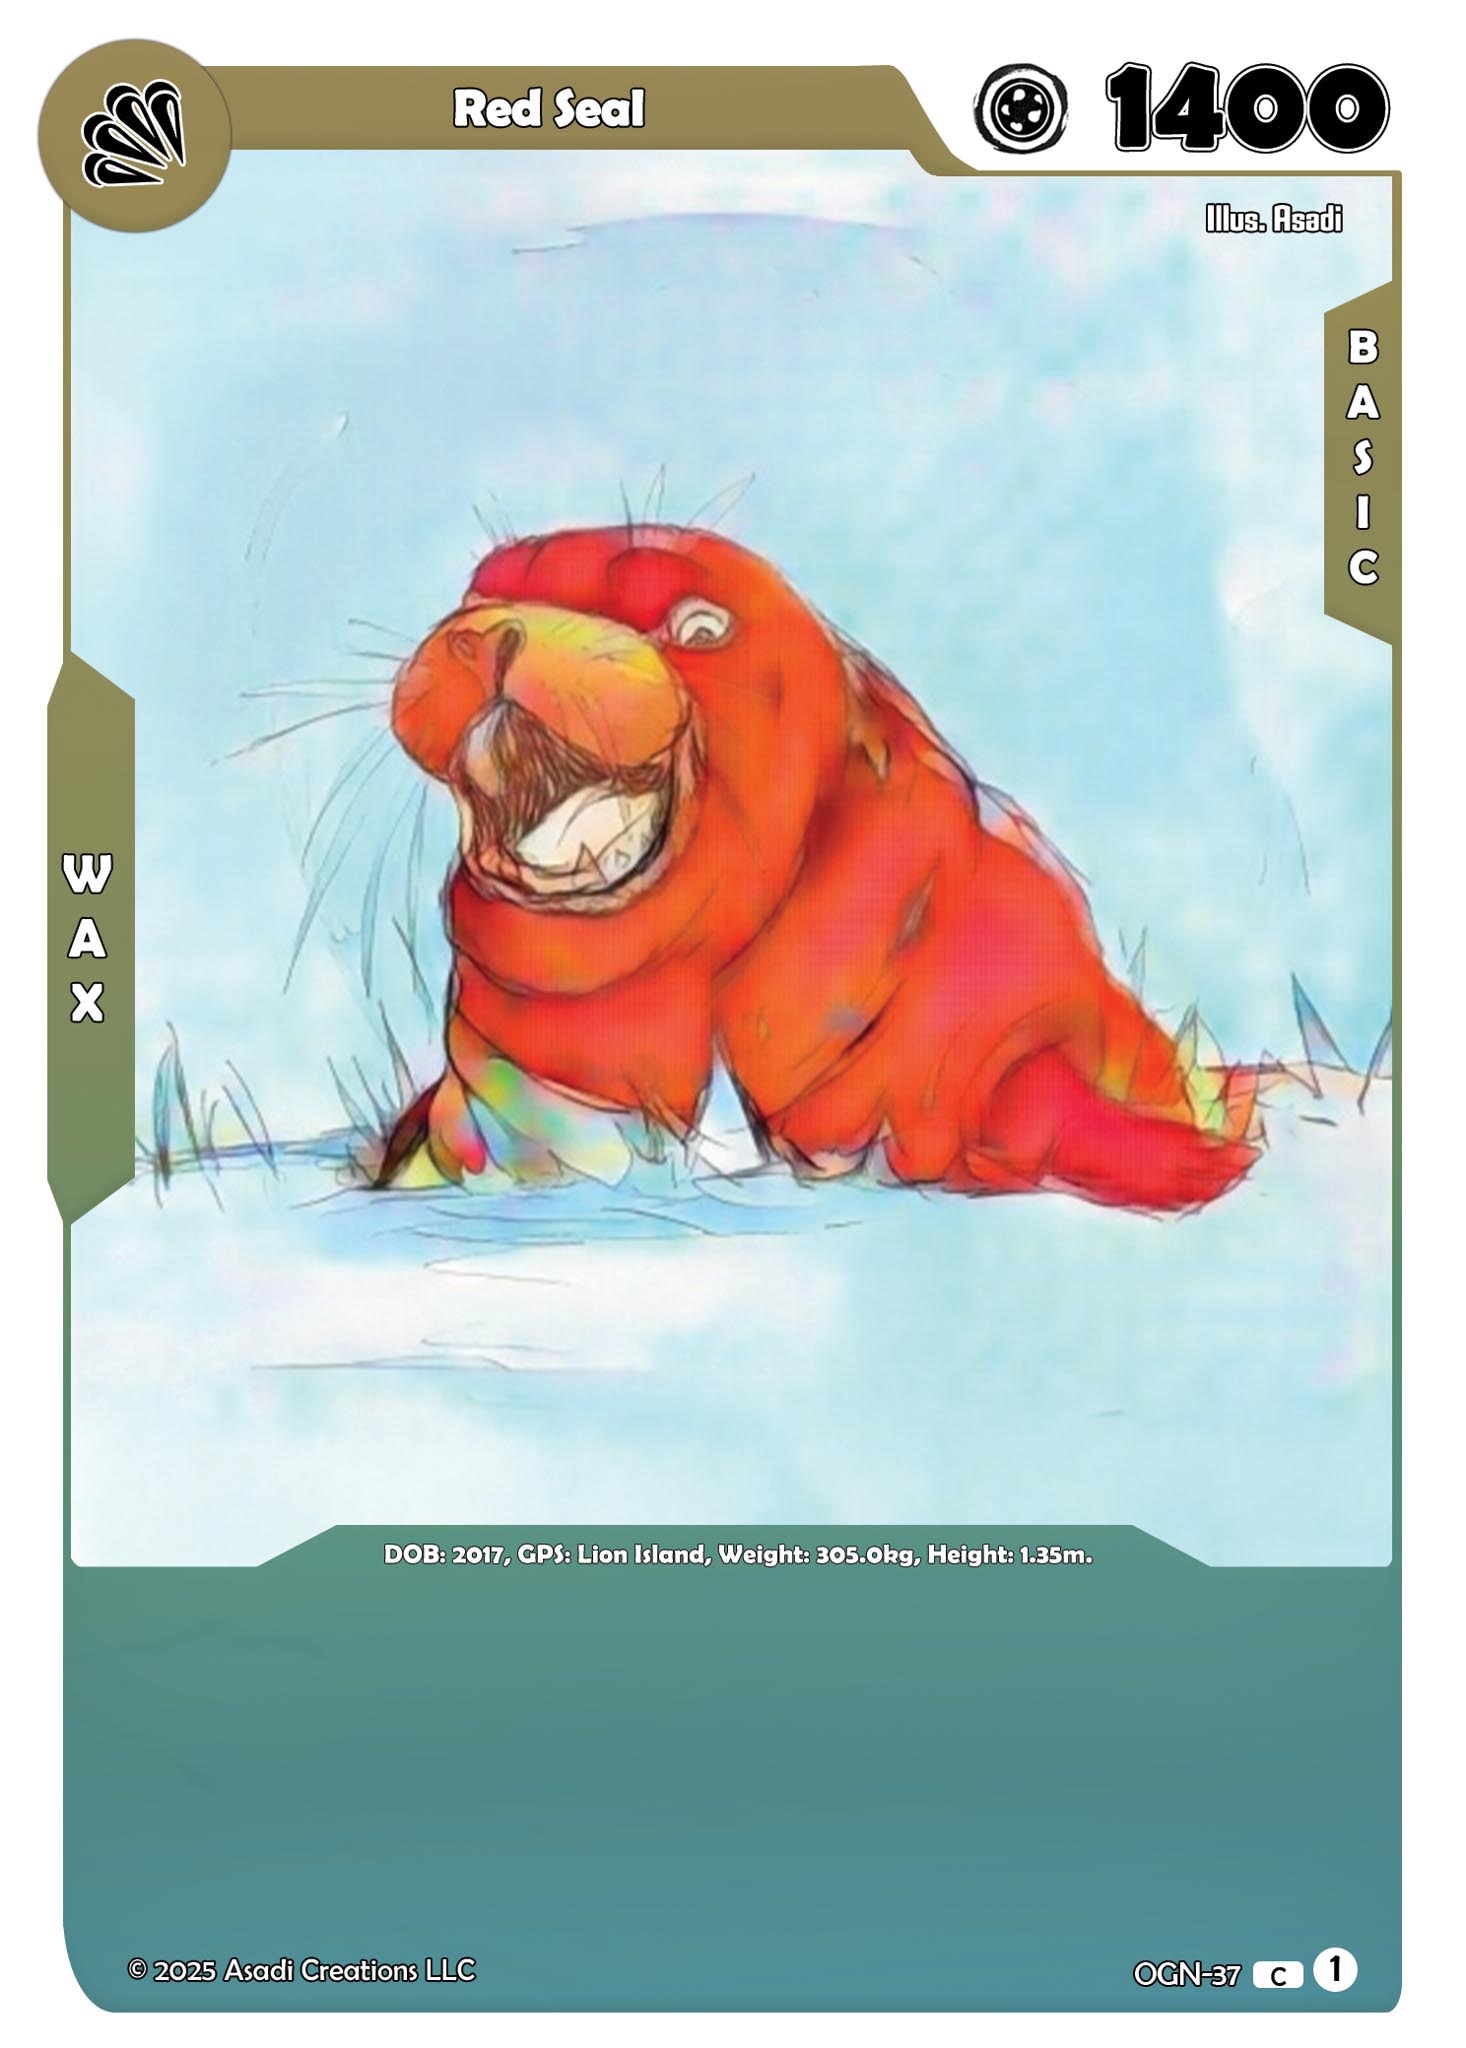 Red Seal
1400
Illus. Asadi
BASIC
WAX
DOB: 2017, GPS: Lion Island, Weight: 305.0kg, Height: 1.35m.
© 2025 Asadi Creations LLC
OGN-37 C 1